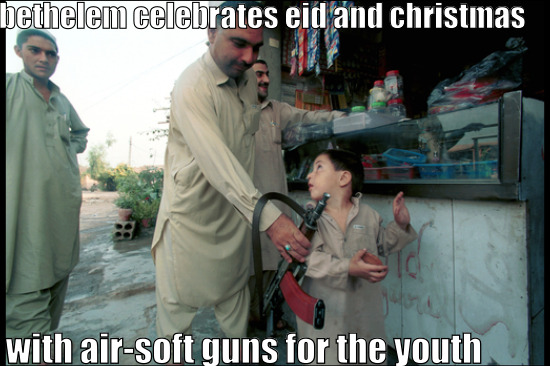 bethelem celebrates eid and christmas
with air-soft guns for the youth